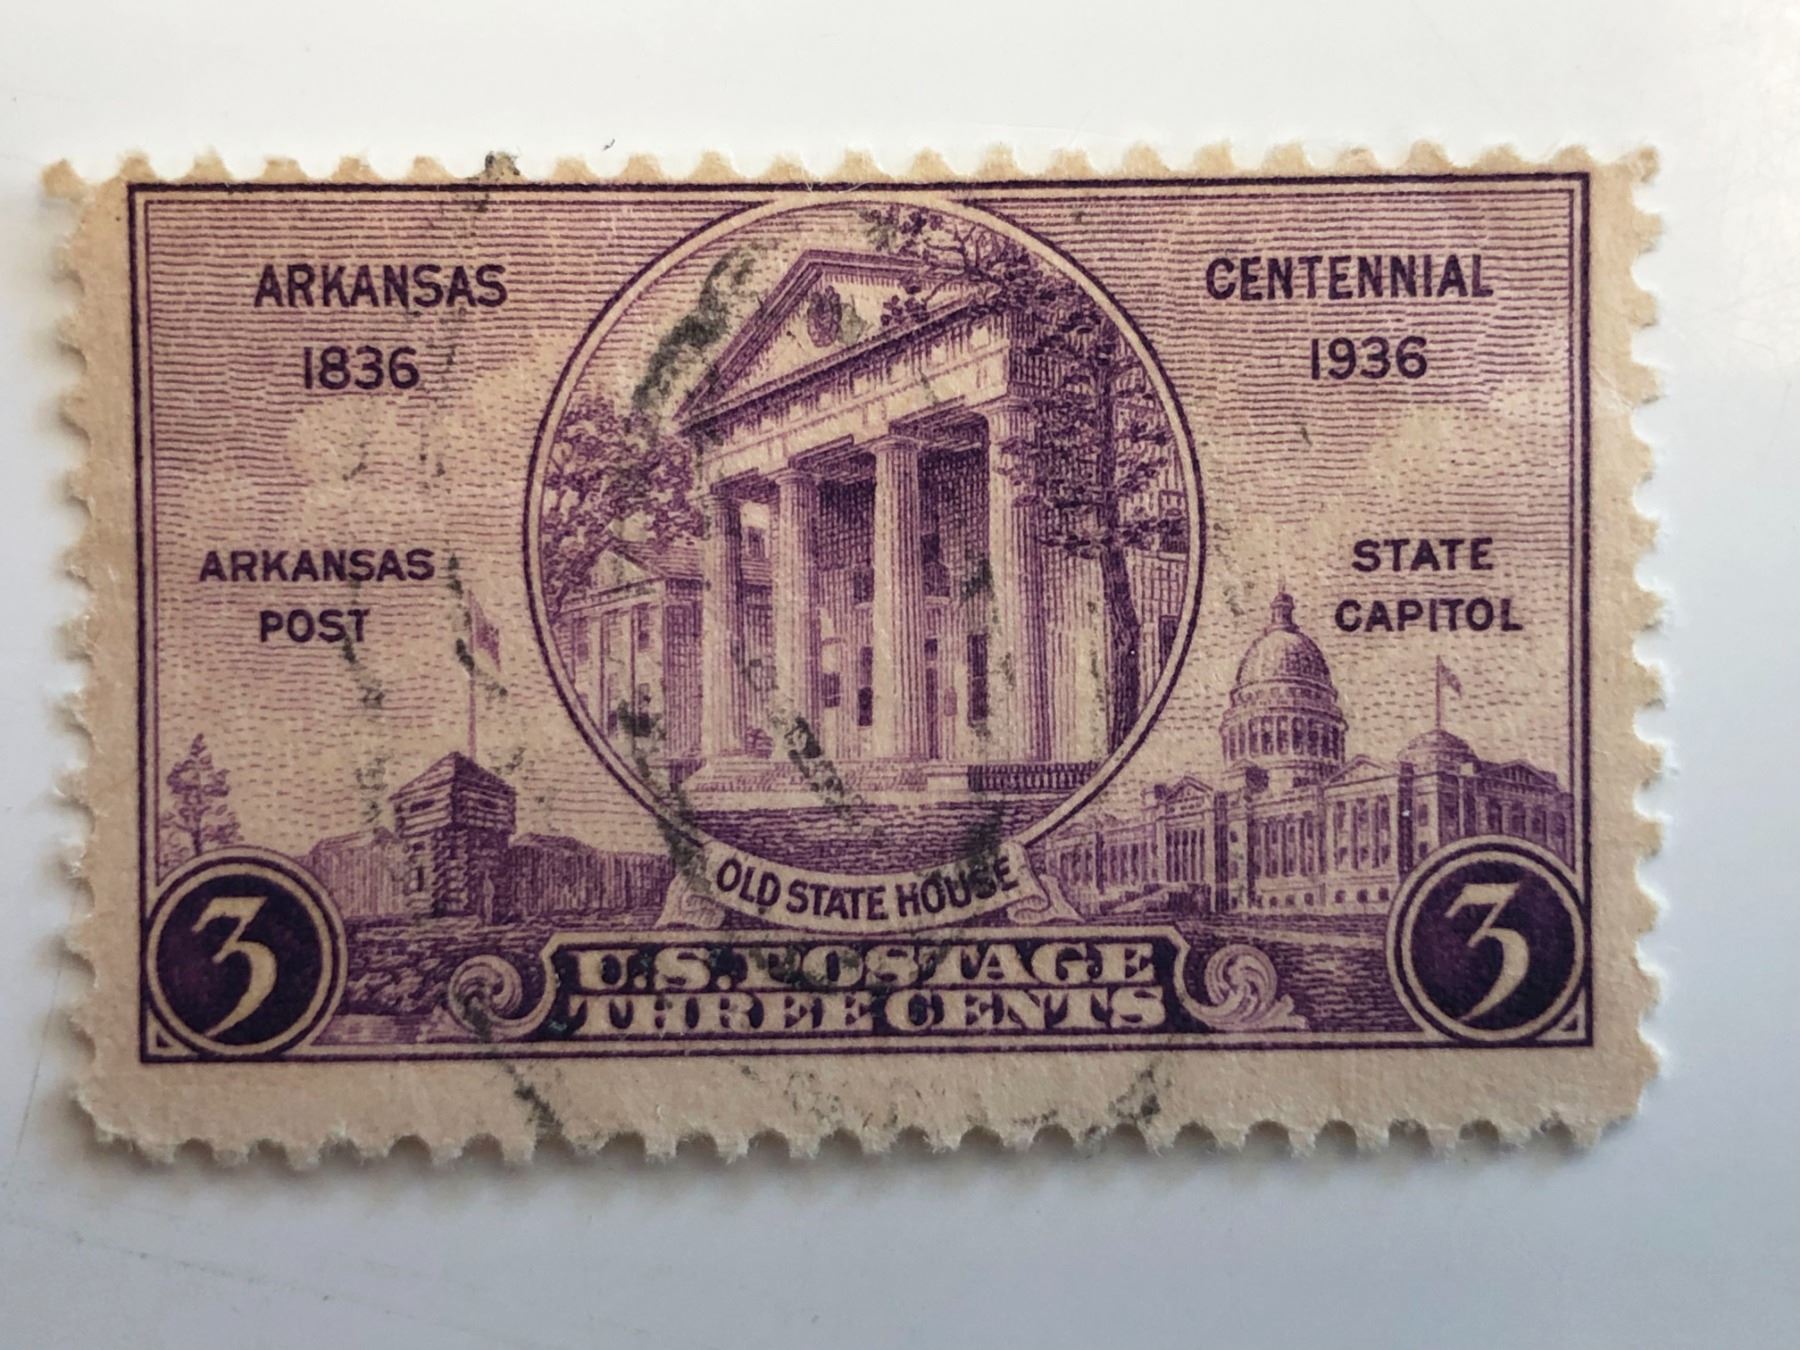 ARKANSAS
1836
CENTENNIAL
1936
ARKANSAS
POST
STATE
CAPITOL
OLD STATE HOUSE
3
U.S. POSTAGE
THREE CENTS
3